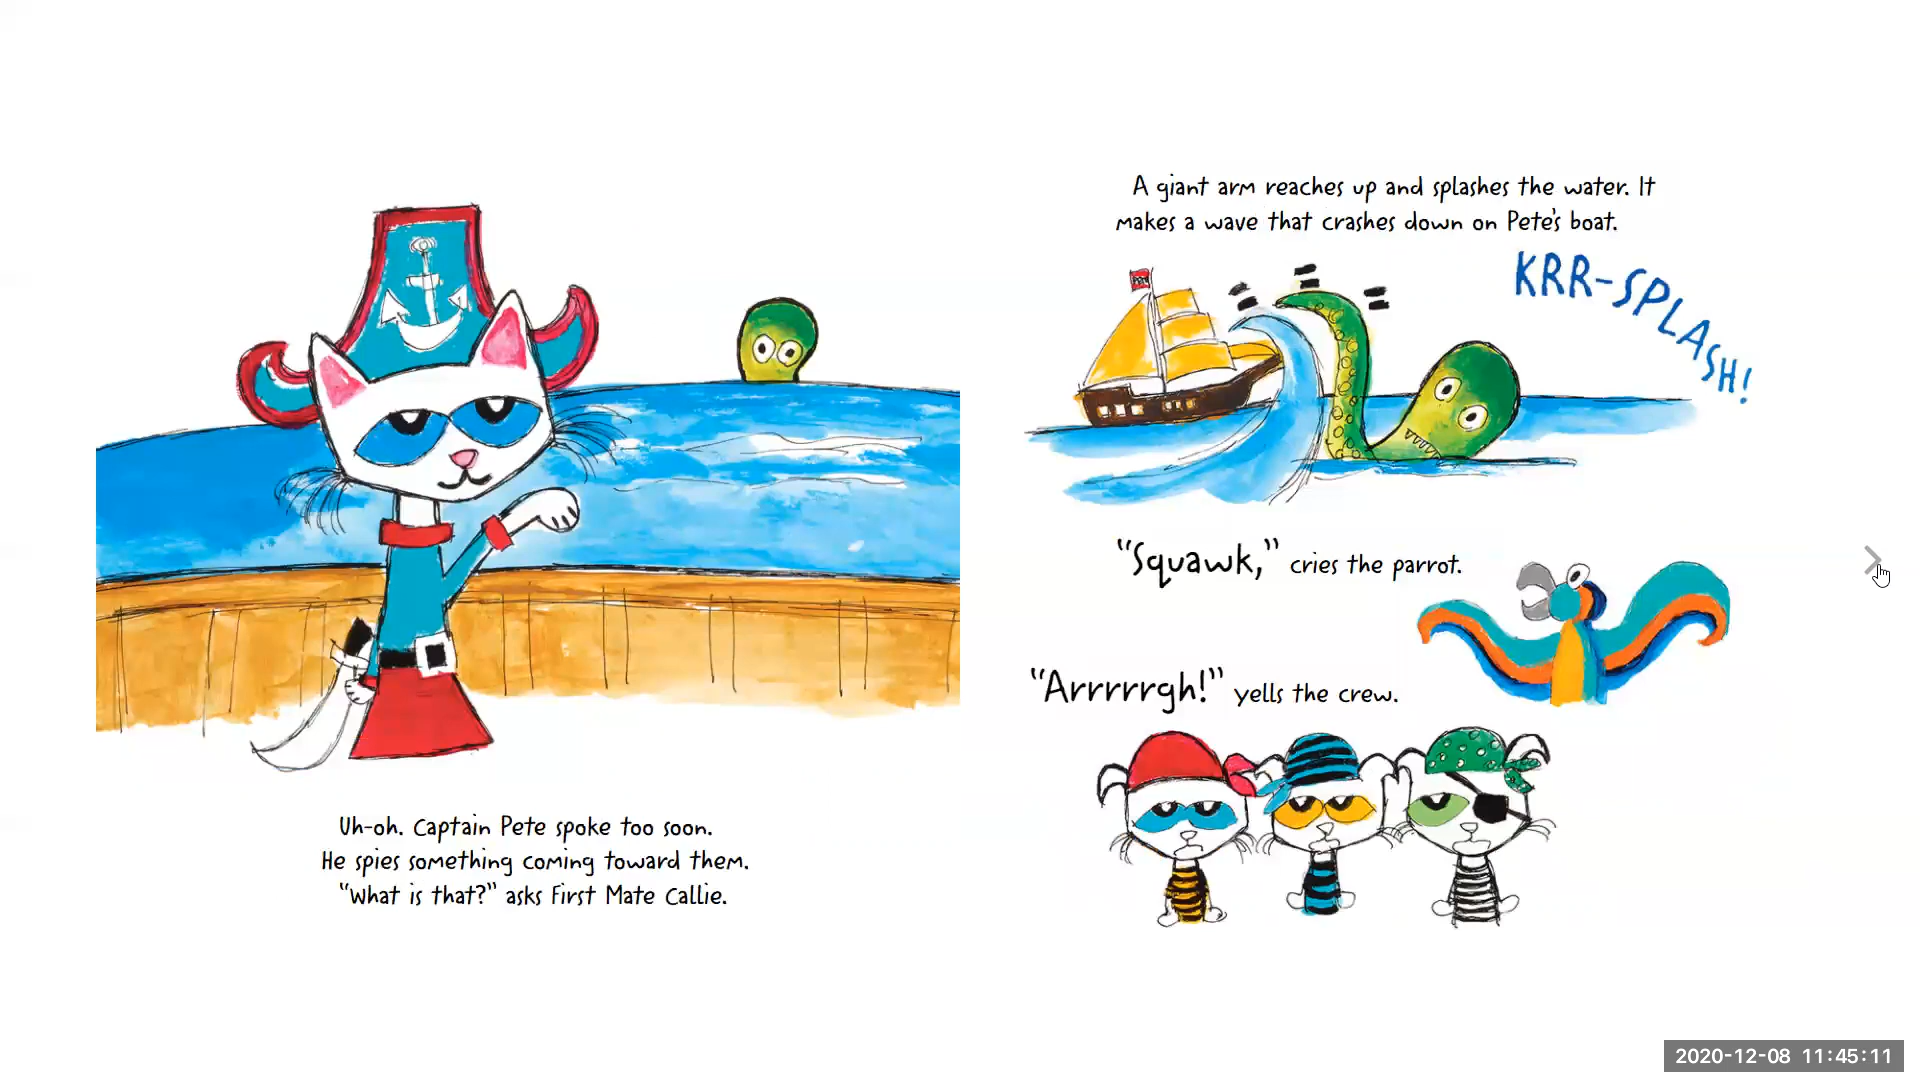 Uh-oh. Captain Pete spoke too soon.
He spies something coming toward them.
“What is that?” asks First Mate Callie.
A giant arm reaches up and splashes the water. It
makes a wave that crashes down on Pete's boat.
KRR-SPLASH!
“Squawk,” cries the parrot.
“Arrrrrgh!” yells the crew.
2020-12-08 11:45:11